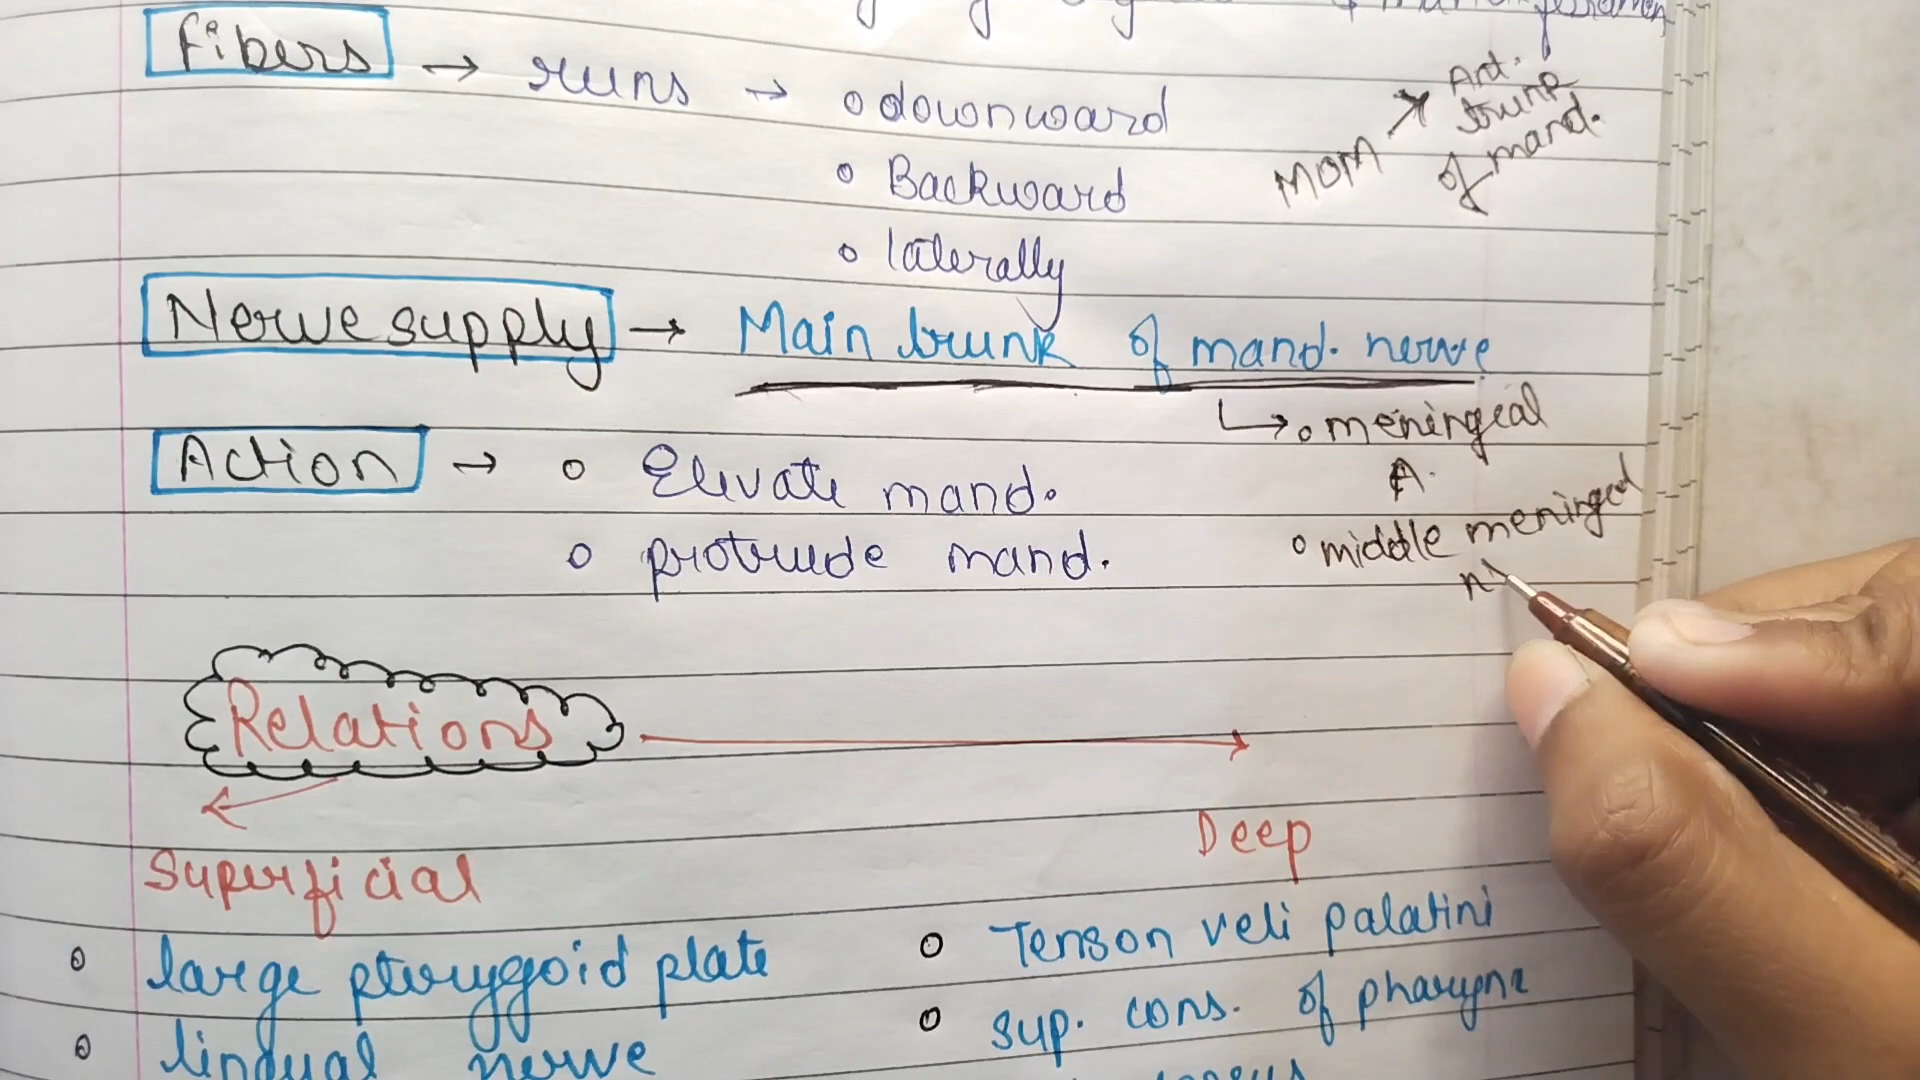 Fibers → runs → o downward
o Backward
o laterally
MOM → Ant.
trunk
of mand.
Nerve supply → Main trunk of mand. nerve
↳ o meningeal
A.
o middle meningeal
n
Action → o Elevate mand.
o protrude mand.
Relations
Superficial
o large pterygoid plate
o lingual nerve
Deep
o Tenson veli palatini
o sup. cons. of pharynx